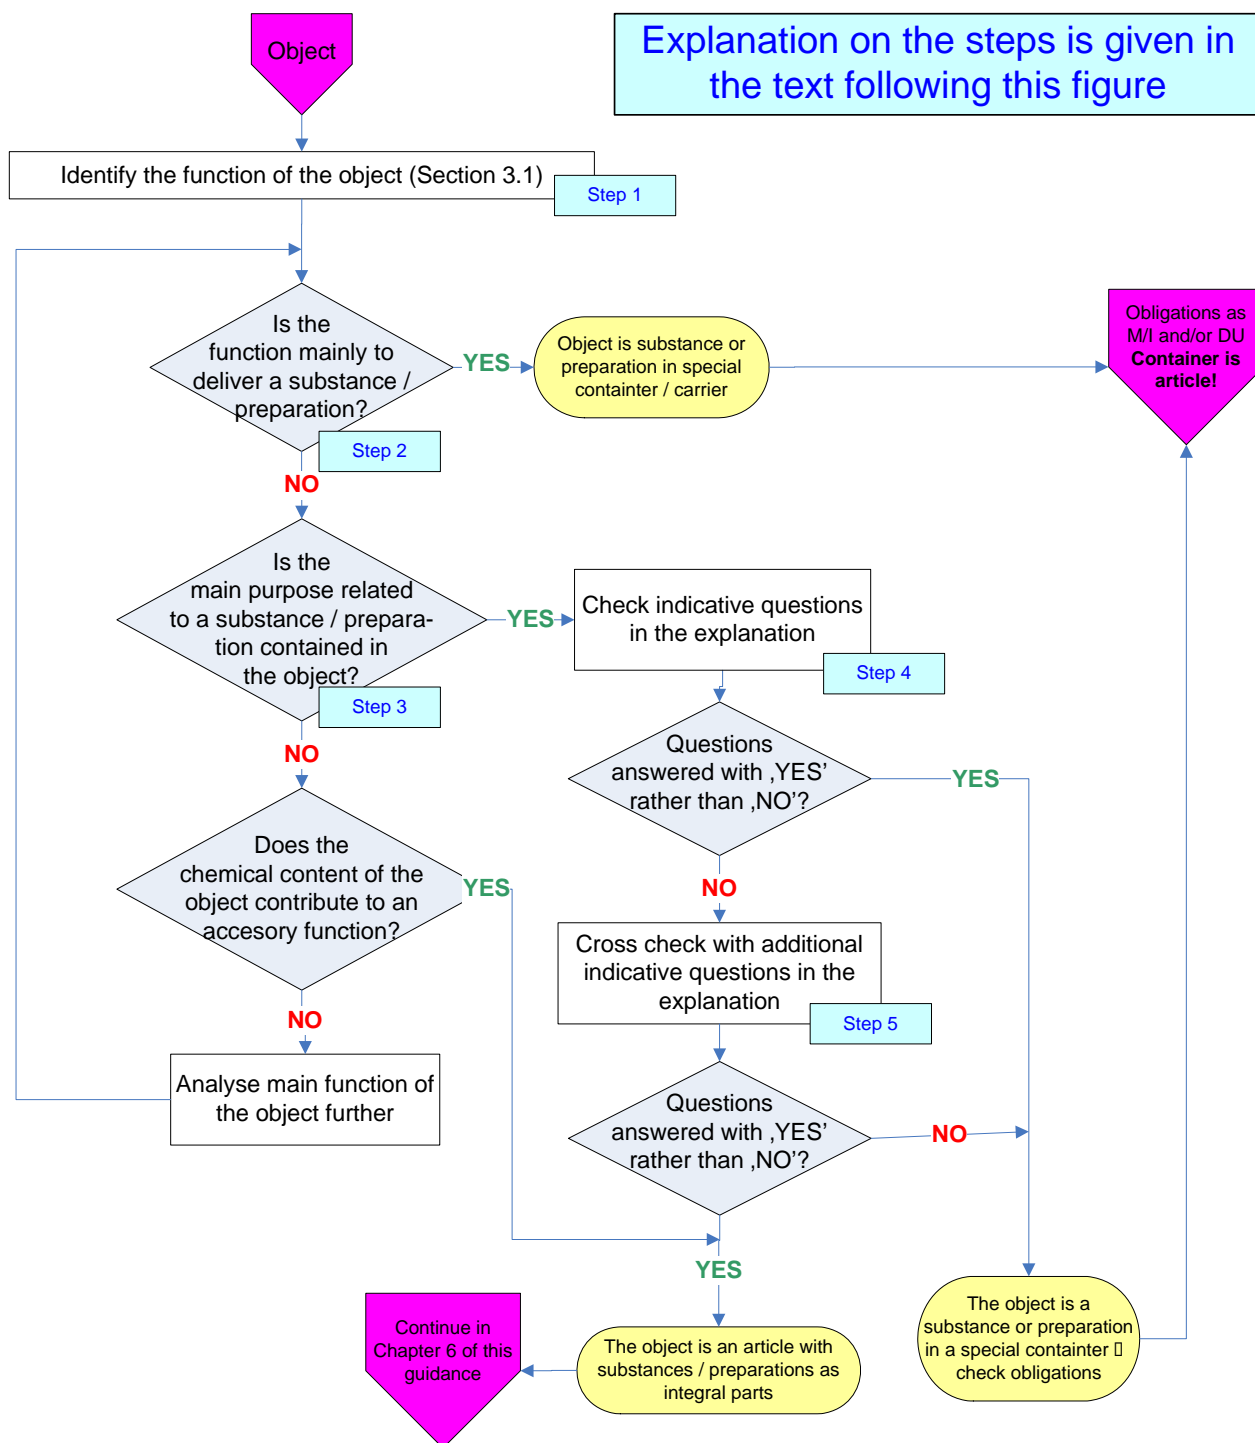 Object
Explanation on the steps is given in
the text following this figure
Identify the function of the object (Section 3.1)
Step 1
Is the
function mainly to
deliver a substance /
preparation?
Step 2
YES
Object is substance or
preparation in special
containter / carrier
Obligations as
M/I and/or DU
Container is
article!
NO
Is the
main purpose related
to a substance / prepara-
tion contained in
the object?
Step 3
YES
Check indicative questions
in the explanation
Step 4
NO
Questions
answered with ‚YES’
rather than ‚NO’?
YES
Does the
chemical content of the
object contribute to an
accesory function?
YES
NO
Cross check with additional
indicative questions in the
explanation
Step 5
NO
Analyse main function of
the object further
Questions
answered with ‚YES’
rather than ‚NO’?
NO
YES
Continue in
Chapter 6 of this
guidance
The object is an article with
substances / preparations as
integral parts
The object is a
substance or preparation
in a special containter ▯
check obligations